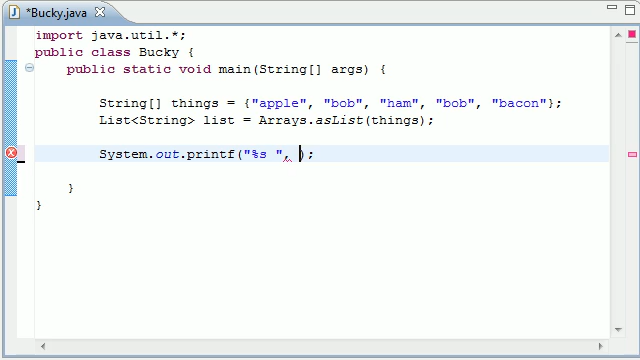 *Bucky.java
import java.util.*;
public class Bucky {
public static void main(String[] args) {
String[] things = {"apple", "bob", "ham", "bob", "bacon"};
List<String> list = Arrays.asList(things);
System.out.printf("%s ", );
}
}